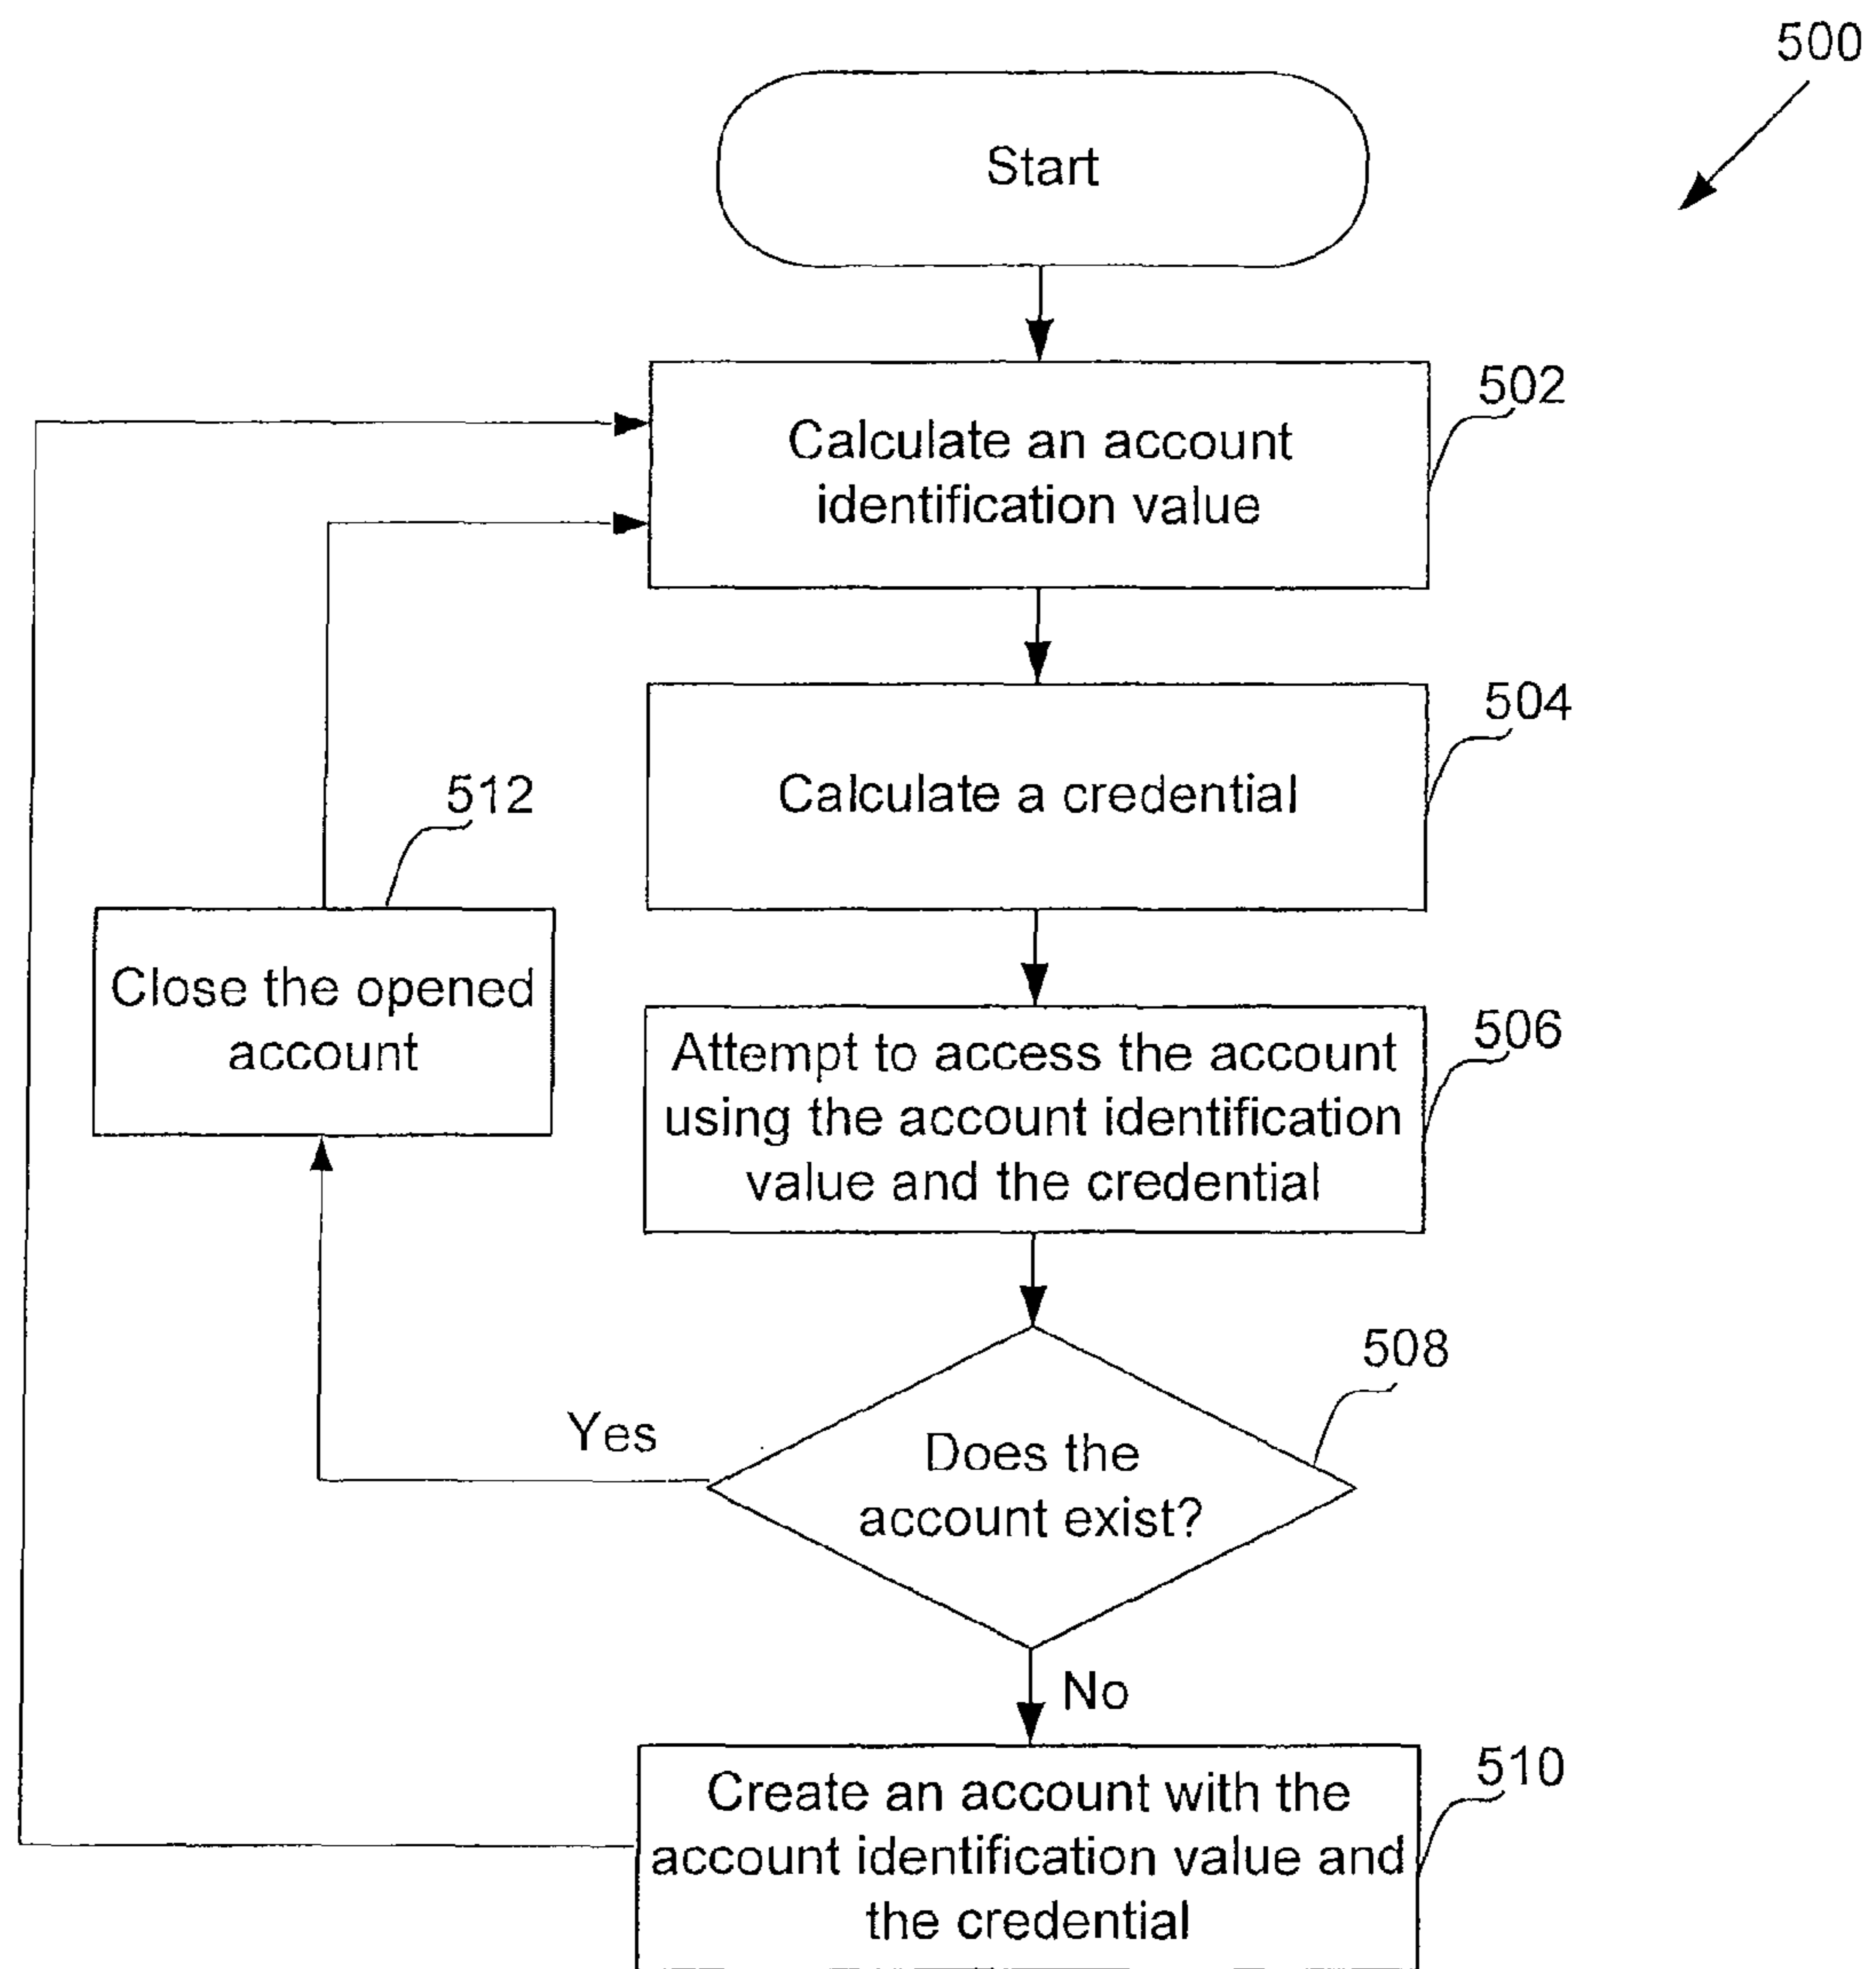 500
Start
502
Calculate an account
identification value
504
Calculate a credential
512
Close the opened
account
506
Attempt to access the account
using the account identification
value and the credential
508
Yes
Does the
account exist?
No
510
Create an account with the
account identification value and
the credential